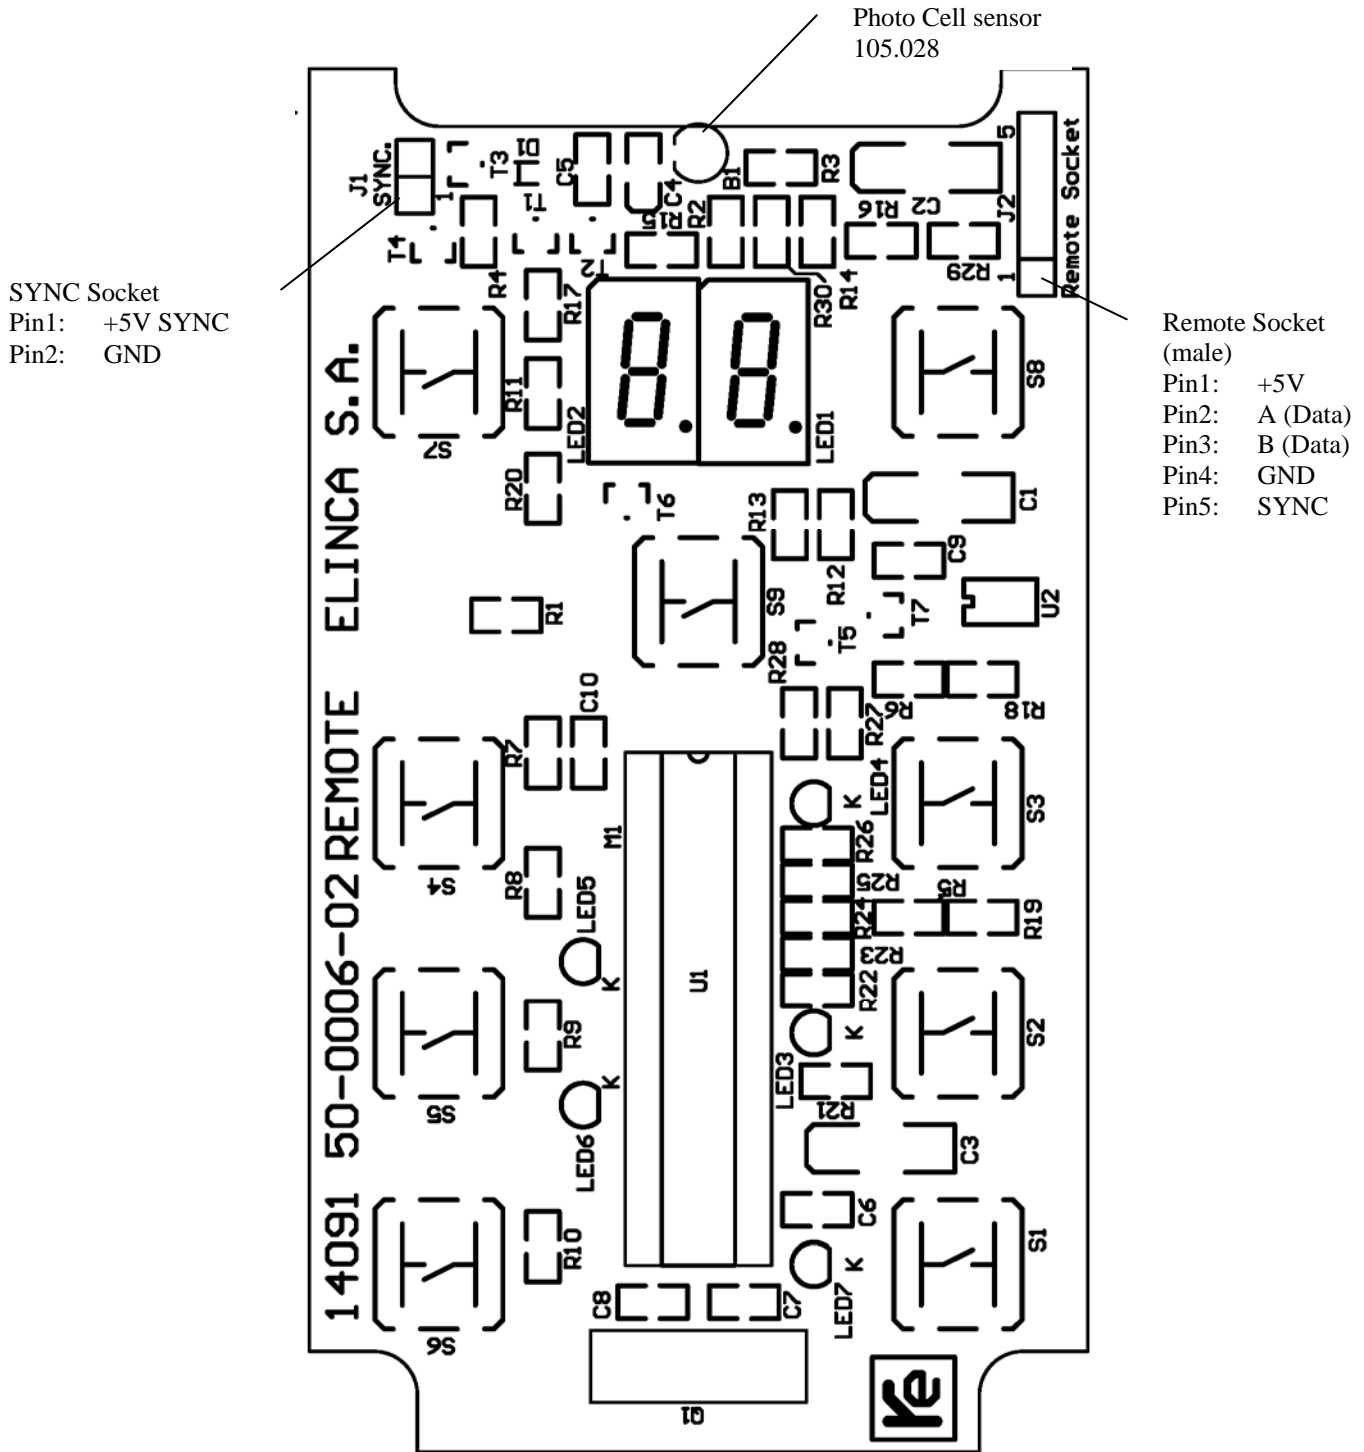 Photo Cell sensor
105.028
J1
SYNC.
1
T3
D1
C5
C4
B1
R3
5
J2
Remote Socket
1
T4
R4
T1
T2
R15
R2
R16
C2
R29
R30
R14
SYNC Socket
Pin1: +5V SYNC
Pin2: GND
Remote Socket
(male)
Pin1: +5V
Pin2: A (Data)
Pin3: B (Data)
Pin4: GND
Pin5: SYNC
R17
R11
R20
LED2
LED1
S7
S8
T6
R13
R12
C1
C9
U2
S9
T5
T7
R1
R28
R27
R6
R18
C10
R7
M1
LED4
K
S3
S4
R8
LED5
K
R26
R25
R24
R23
R22
R5
R19
U1
R9
K
LED6
K
LED3
R21
S2
S5
C3
C6
K
LED7
S1
R10
S6
C8
C7
Q1
14091 50-0006-02 REMOTE ELINCA S.A.
Ke